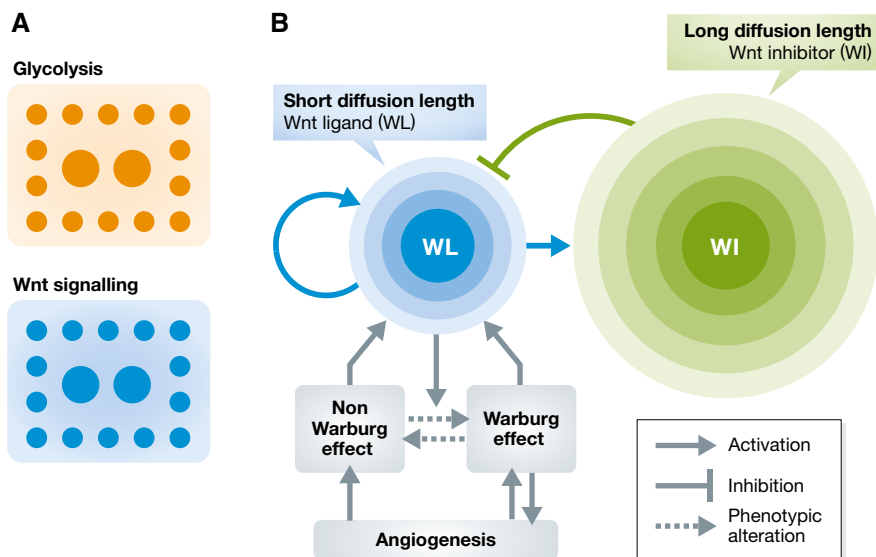 A
Glycolysis
Wnt signalling
B
Short diffusion length
Wnt ligand (WL)
Long diffusion length
Wnt inhibitor (WI)
WL
WI
Non
Warburg
effect
Warburg
effect
Angiogenesis
Activation
Inhibition
Phenotypic
alteration